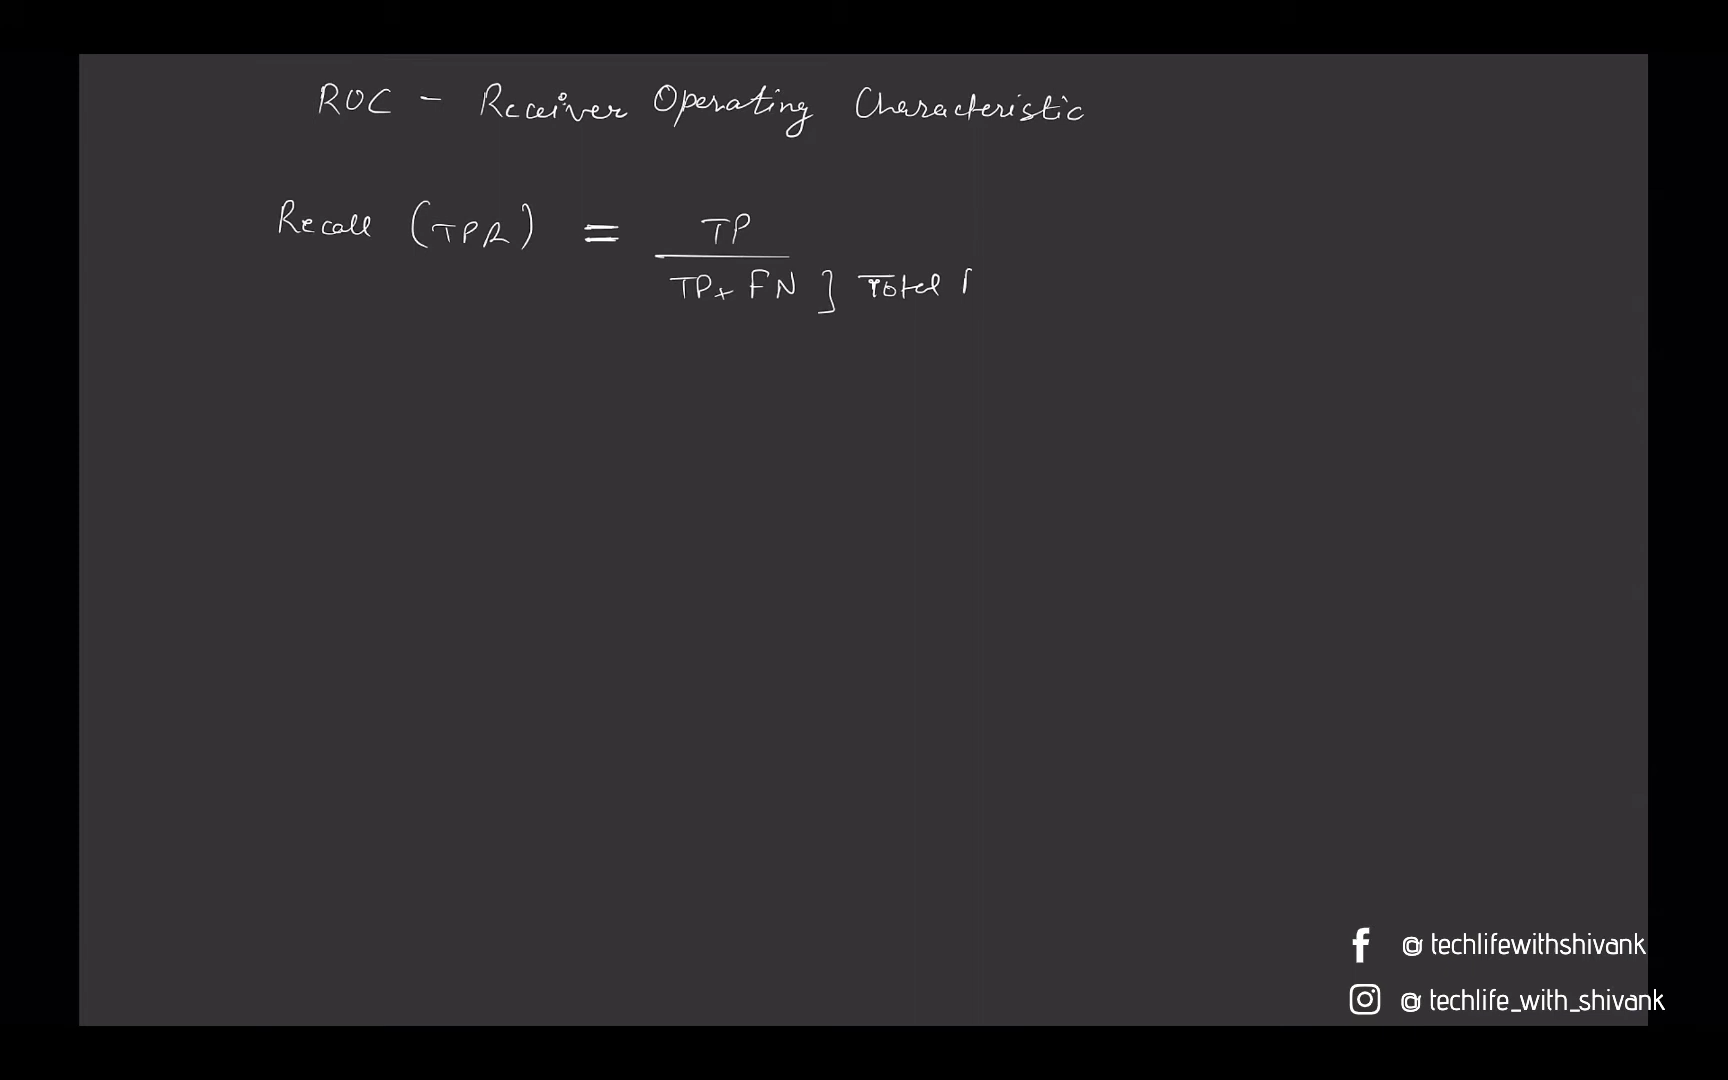 ROC - Receiver Operating Characteristic
Recall (TPR) = TP
TP+ FN ] Total
@ techlifewithshivank
@ techlife_with_shivank